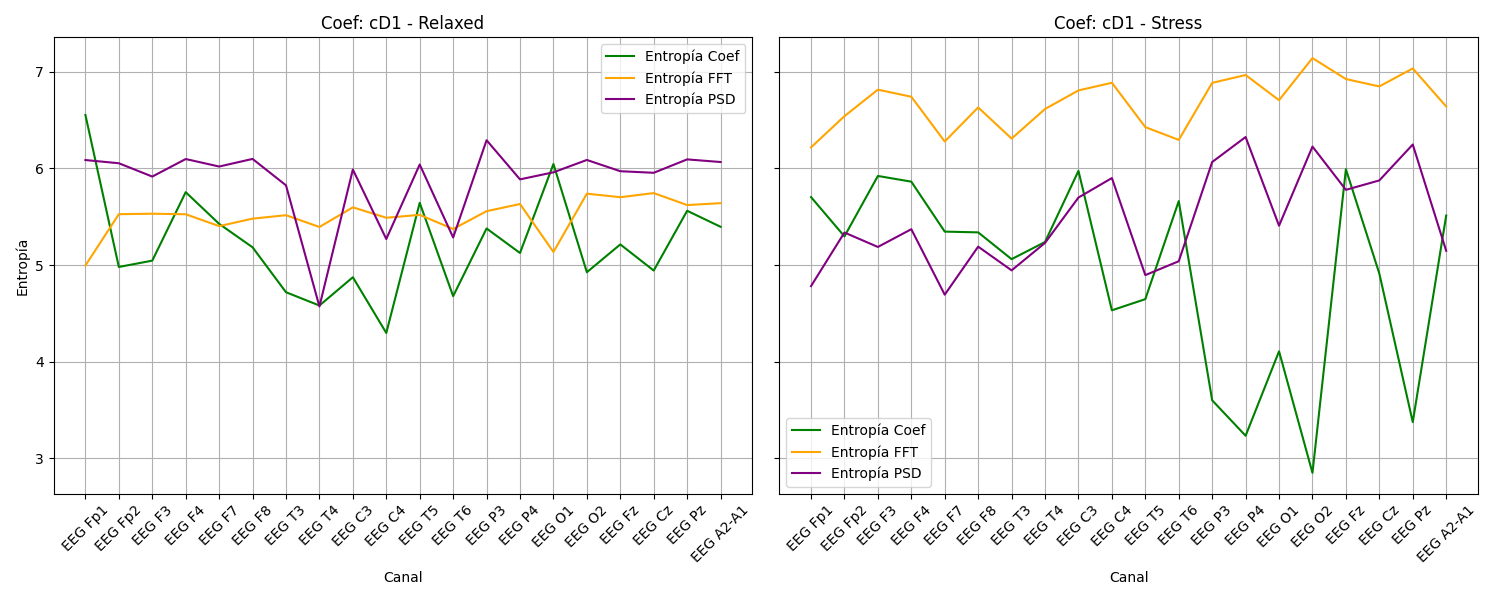 Coef: cD1 - Relaxed
Entropía Coef
Entropía FFT
Entropía PSD
Entropía
7
6
5
4
3
EEG Fp1
EEG Fp2
EEG F3
EEG F4
EEG F7
EEG F8
EEG T3
EEG T4
EEG C3
EEG C4
EEG T5
EEG T6
EEG P3
EEG P4
EEG O1
EEG O2
EEG Fz
EEG Cz
EEG Pz
EEG A2-A1
Canal
Coef: cD1 - Stress
Entropía Coef
Entropía FFT
Entropía PSD
EEG Fp1
EEG Fp2
EEG F3
EEG F4
EEG F7
EEG F8
EEG T3
EEG T4
EEG C3
EEG C4
EEG T5
EEG T6
EEG P3
EEG P4
EEG O1
EEG O2
EEG Fz
EEG Cz
EEG Pz
EEG A2-A1
Canal